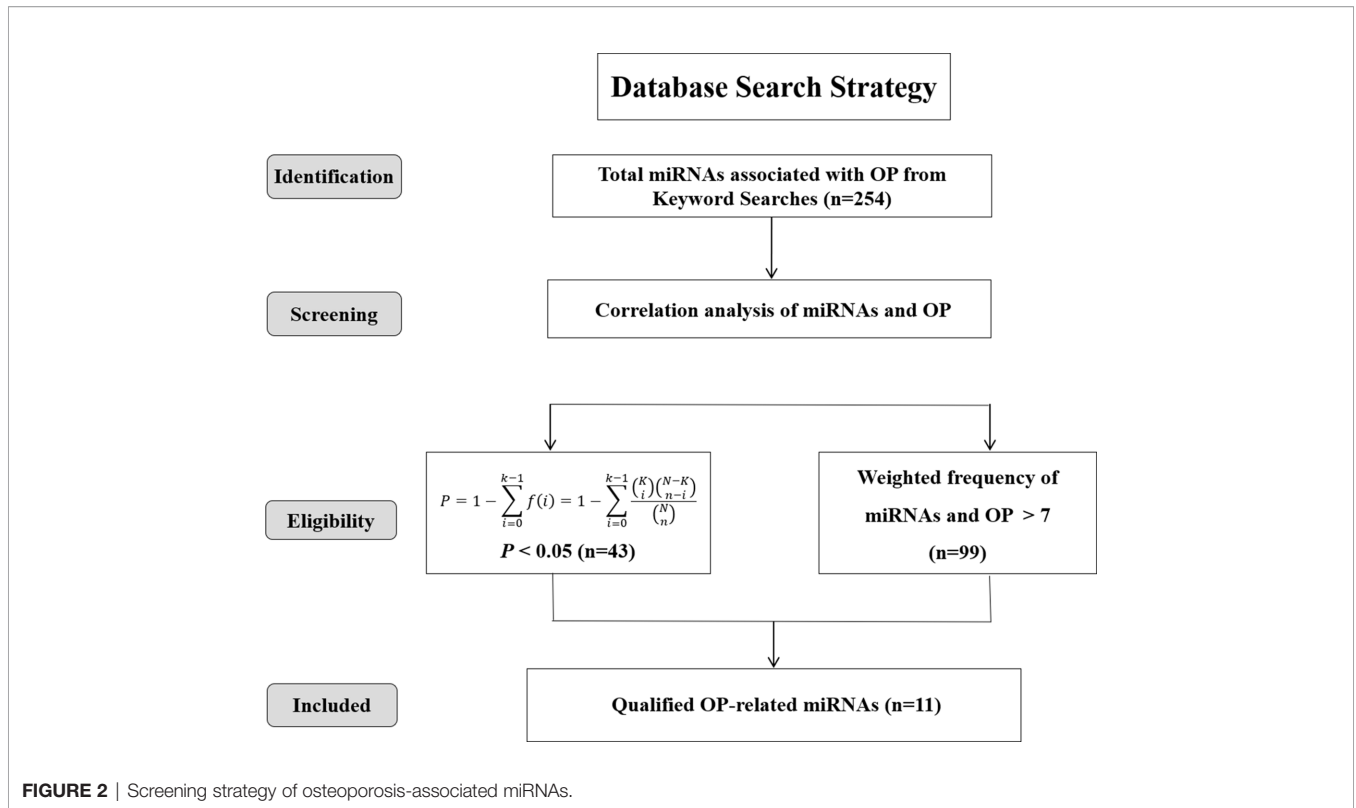 Database Search Strategy
Identification
Total miRNAs associated with OP from
Keyword Searches (n=254)
Screening
Correlation analysis of miRNAs and OP
Eligibility
P = 1 − \sum_{i=0}^{k−1} f(i) = 1 − \sum_{i=0}^{k−1} \frac{\binom{K}{i}\binom{N−K}{n−i}}{\binom{N}{n}}
P < 0.05 (n=43)
Weighted frequency of
miRNAs and OP > 7
(n=99)
Included
Qualified OP-related miRNAs (n=11)
FIGURE 2 | Screening strategy of osteoporosis-associated miRNAs.